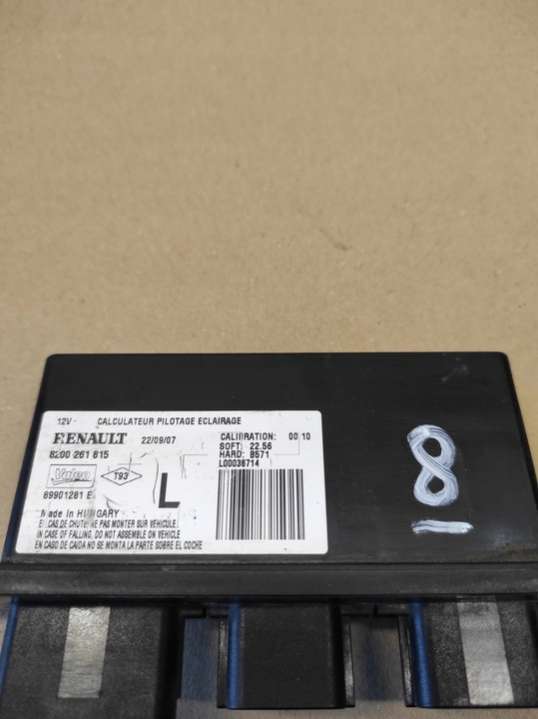 12V- CALCULATEUR PILOTAGE ECLAIRAGE
RENAULT 22/09/07 CALIBRATION: 00 10
8200 261 615 SOFT: 22.56
HARD: B571
Valeo T93 L L00036714
89901281 E
Made in HUNGARY
EN CAS DE CHUTE NE PAS MONTER SUR VEHICULE
IN CASE OF FALLING, DO NOT ASSEMBLE ON VEHICLE
EN CASO DE CAIDA NO SE MONTA LA PARTE SOBRE EL COCHE
8